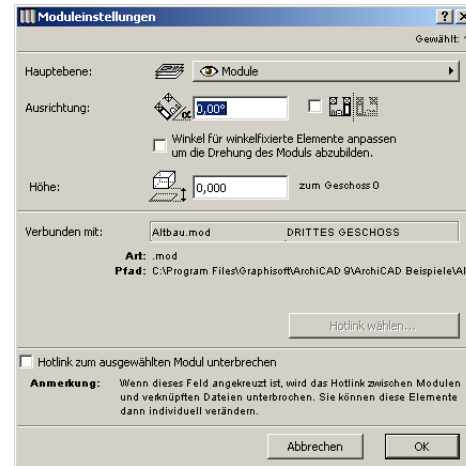 Moduleinstellungen
Gewählt:
Hauptebene: Module
Ausrichtung: α 0,00°
Winkel für winkelfixierte Elemente anpassen
um die Drehung des Moduls abzubilden.
Höhe: 0,000 zum Geschoss 0
Verbunden mit: Altbau.mod DRITTES GESCHOSS
Art: .mod
Pfad: C:\Program Files\Graphisoft\ArchiCAD 9\ArchiCAD Beispiele\Al
Hotlink wählen...
Hotlink zum ausgewählten Modul unterbrechen
Anmerkung: Wenn dieses Feld angekreuzt ist, wird das Hotlink zwischen Modulen
und verknüpften Dateien unterbrochen. Sie können diese Elemente
dann individuell verändern.
Abbrechen OK